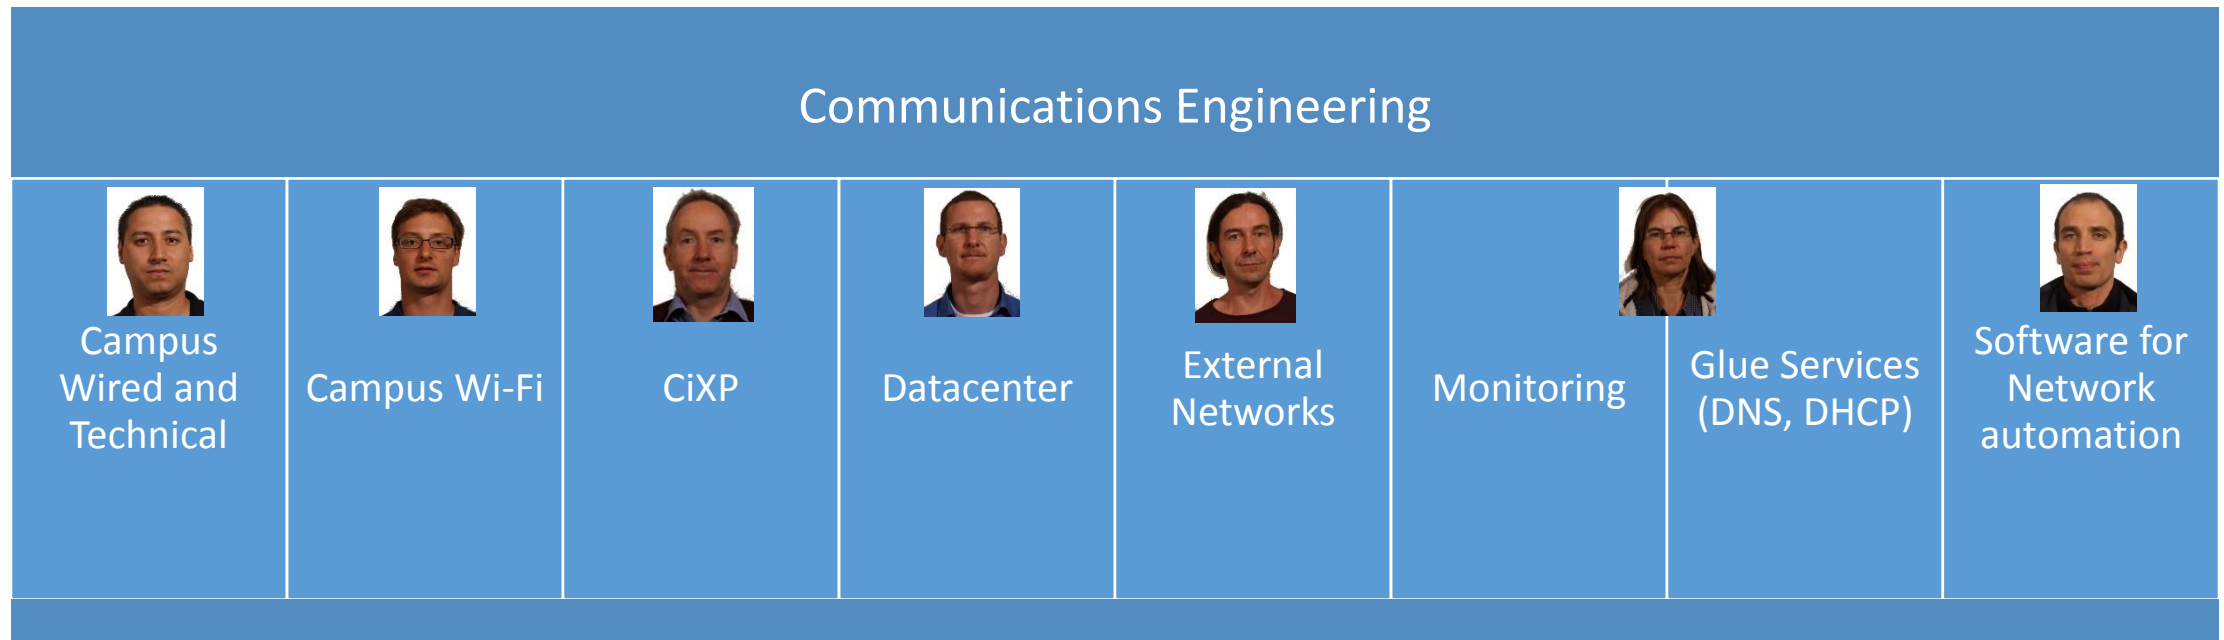 Communications Engineering
Campus
Wired and
Technical
Campus Wi-Fi
CiXP
Datacenter
External
Networks
Monitoring
Glue Services
(DNS, DHCP)
Software for
Network
automation